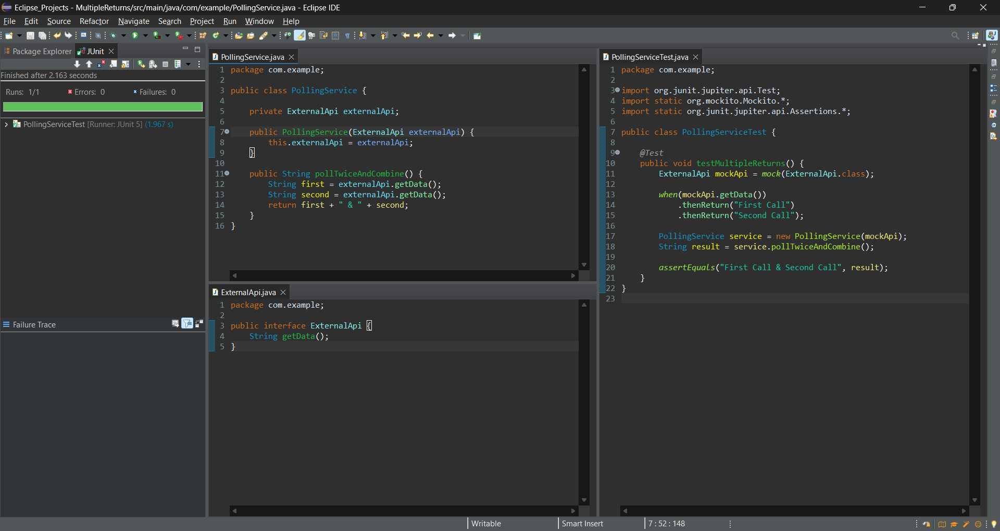 Eclipse_Projects - MultipleReturns/src/main/java/com/example/PollingService.java - Eclipse IDE
File Edit Source Refactor Navigate Search Project Run Window Help
Package Explorer JUnit
Finished after 2.163 seconds
Runs: 1/1 Errors: 0 Failures: 0
PollingServiceTest [Runner: JUnit 5] (1.967 s)
Failure Trace
PollingService.java
1 package com.example;
2
3 public class PollingService {
4
5     private ExternalApi externalApi;
6
7     public PollingService(ExternalApi externalApi) {
8         this.externalApi = externalApi;
9     }
10
11     public String pollTwiceAndCombine() {
12         String first = externalApi.getData();
13         String second = externalApi.getData();
14         return first + " & " + second;
15     }
16 }
ExternalApi.java
1 package com.example;
2
3 public interface ExternalApi {
4     String getData();
5 }
PollingServiceTest.java
1 package com.example;
2
3 import org.junit.jupiter.api.Test;
4 import static org.mockito.Mockito.*;
5 import static org.junit.jupiter.api.Assertions.*;
6
7 public class PollingServiceTest {
8
9     @Test
10     public void testMultipleReturns() {
11         ExternalApi mockApi = mock(ExternalApi.class);
12
13         when(mockApi.getData())
14             .thenReturn("First Call")
15             .thenReturn("Second Call");
16
17         PollingService service = new PollingService(mockApi);
18         String result = service.pollTwiceAndCombine();
19
20         assertEquals("First Call & Second Call", result);
21     }
22 }
23
Writable Smart Insert 7 : 52 : 148